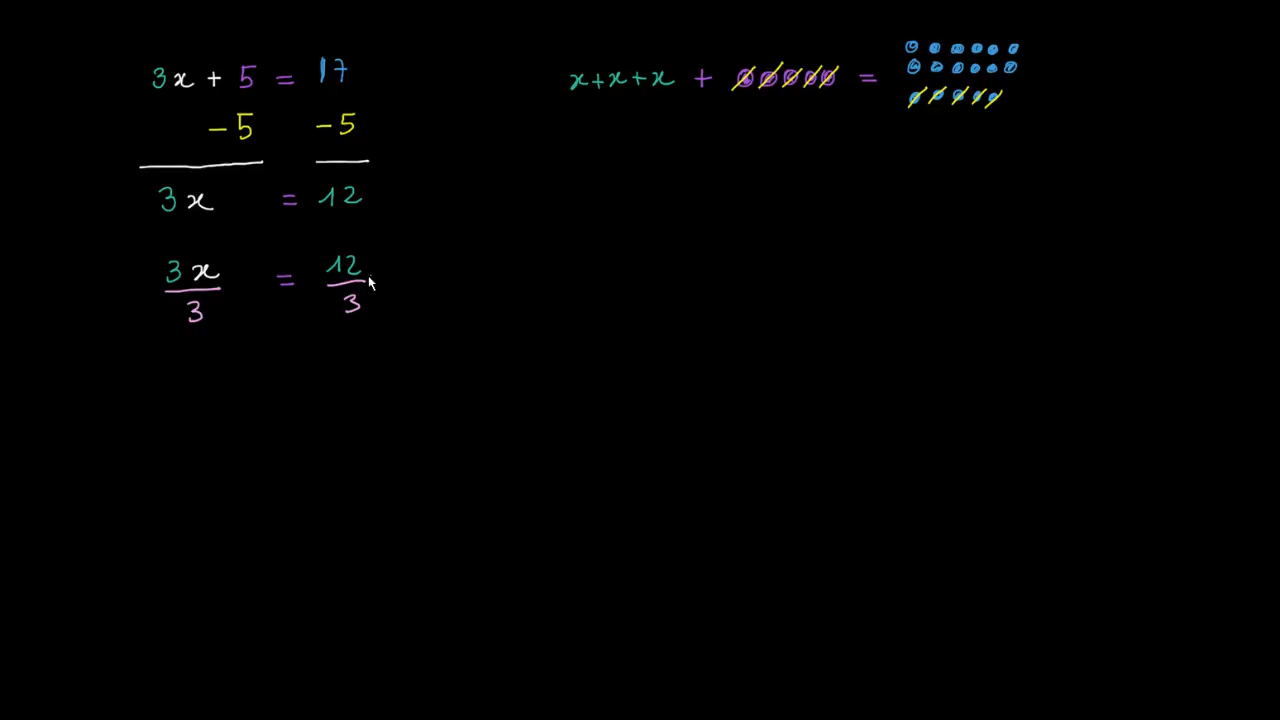 3x + 5 = 17
x+x+x + =
-5 -5
3x = 12
3x = 12
3 3